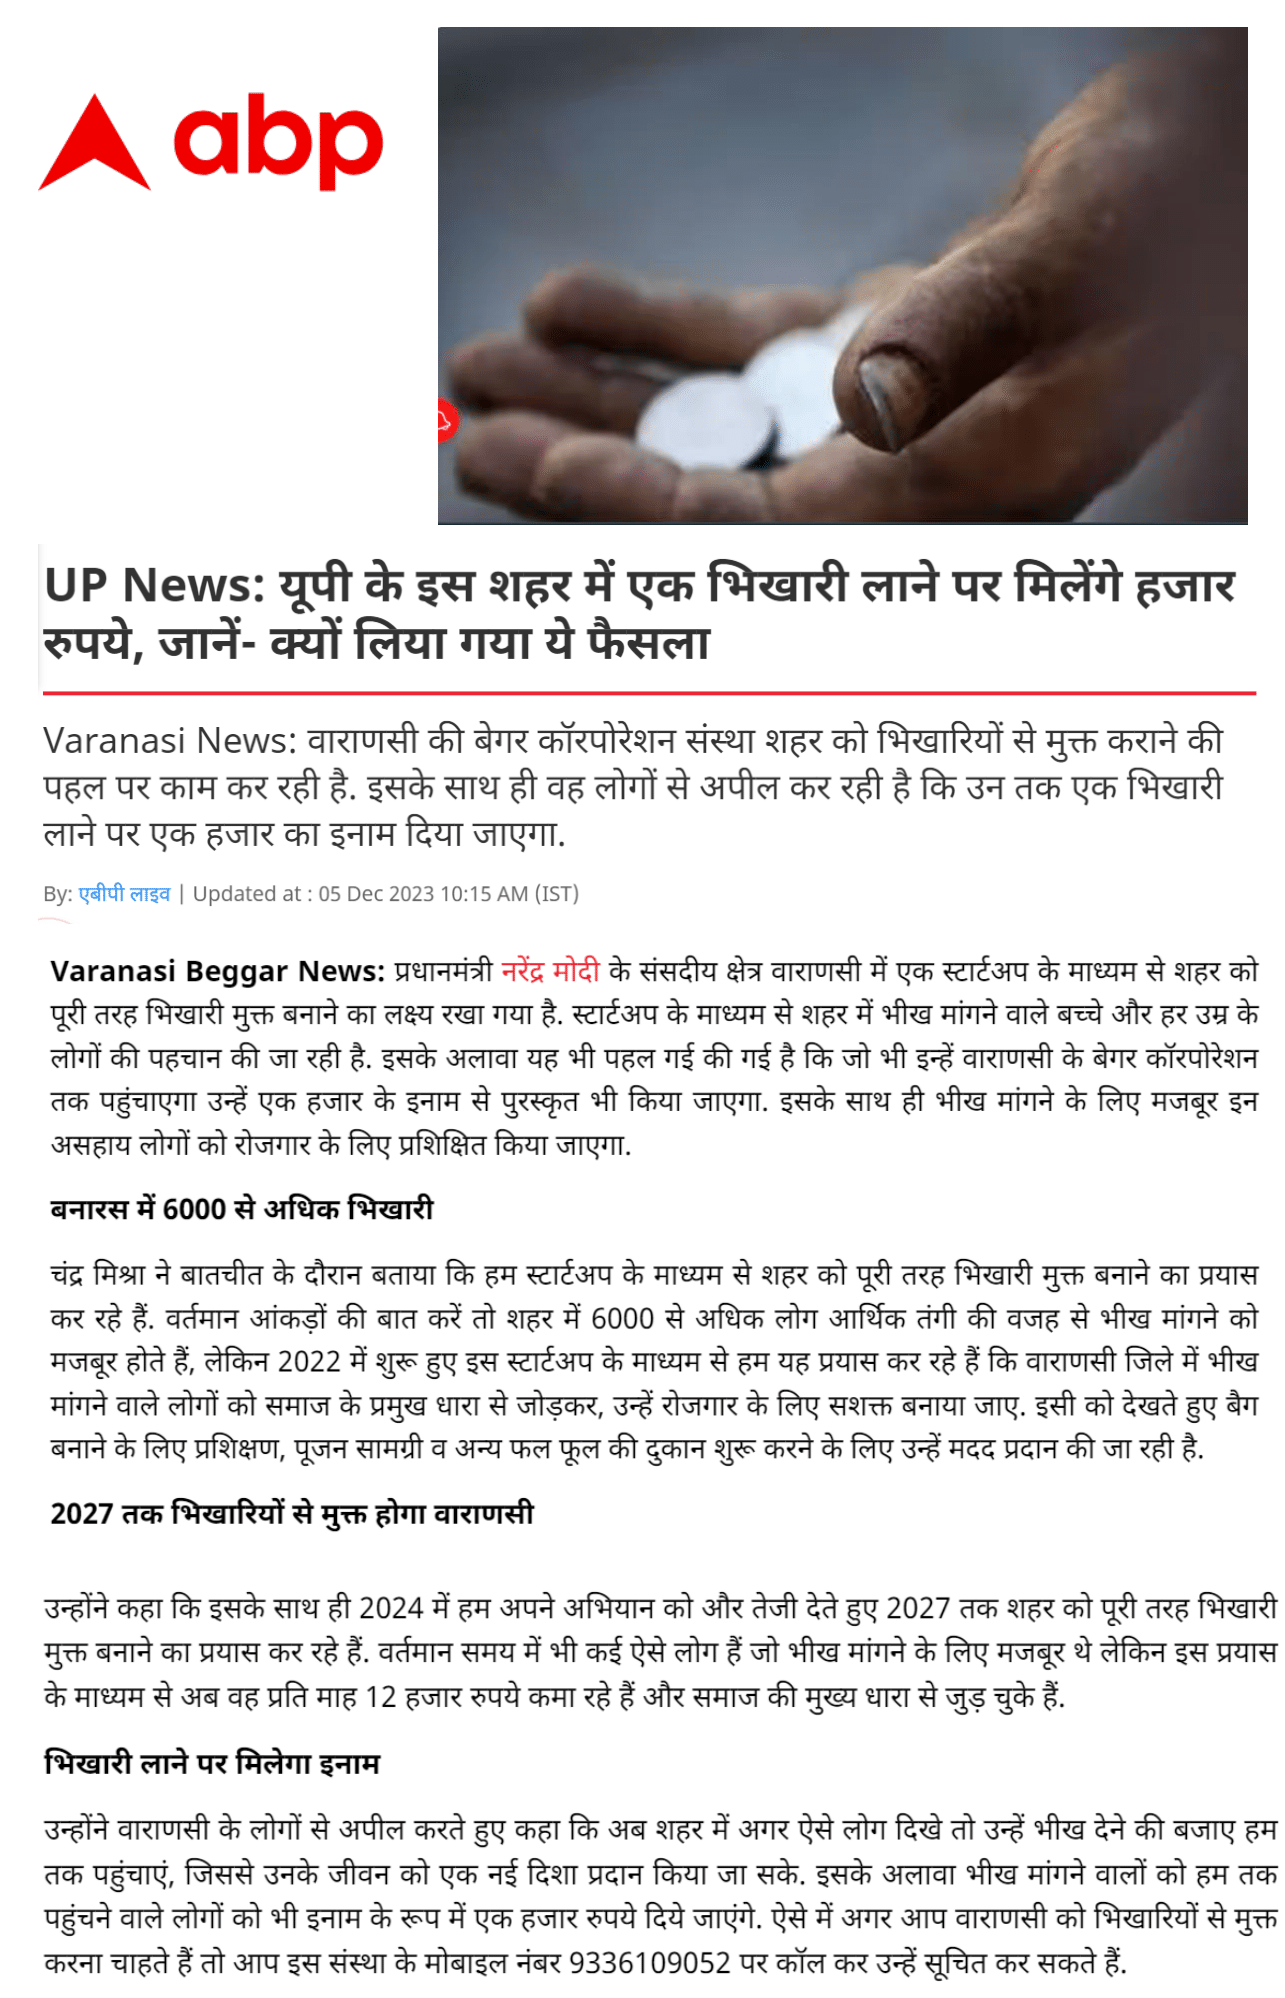 abp
UP News: यूपी के इस शहर में एक भिखारी लाने पर मिलेंगे हजार
रुपये, जानें- क्यों लिया गया ये फैसला
Varanasi News: वाराणसी की बेगर कॉरपोरेशन संस्था शहर को भिखारियों से मुक्त कराने की
पहल पर काम कर रही है. इसके साथ ही वह लोगों से अपील कर रही है कि उन तक एक भिखारी
लाने पर एक हजार का इनाम दिया जाएगा.
By: एबीपी लाइव | Updated at : 05 Dec 2023 10:15 AM (IST)
Varanasi Beggar News: प्रधानमंत्री नरेंद्र मोदी के संसदीय क्षेत्र वाराणसी में एक स्टार्टअप के माध्यम से शहर को
पूरी तरह भिखारी मुक्त बनाने का लक्ष्य रखा गया है. स्टार्टअप के माध्यम से शहर में भीख मांगने वाले बच्चे और हर उम्र के
लोगों की पहचान की जा रही है. इसके अलावा यह भी पहल गई की गई है कि जो भी इन्हें वाराणसी के बेगर कॉरपोरेशन
तक पहुंचाएगा उन्हें एक हजार के इनाम से पुरस्कृत भी किया जाएगा. इसके साथ ही भीख मांगने के लिए मजबूर इन
असहाय लोगों को रोजगार के लिए प्रशिक्षित किया जाएगा.
बनारस में 6000 से अधिक भिखारी
चंद्र मिश्रा ने बातचीत के दौरान बताया कि हम स्टार्टअप के माध्यम से शहर को पूरी तरह भिखारी मुक्त बनाने का प्रयास
कर रहे हैं. वर्तमान आंकड़ों की बात करें तो शहर में 6000 से अधिक लोग आर्थिक तंगी की वजह से भीख मांगने को
मजबूर होते हैं, लेकिन 2022 में शुरू हुए इस स्टार्टअप के माध्यम से हम यह प्रयास कर रहे हैं कि वाराणसी जिले में भीख
मांगने वाले लोगों को समाज के प्रमुख धारा से जोड़कर, उन्हें रोजगार के लिए सशक्त बनाया जाए. इसी को देखते हुए बैग
बनाने के लिए प्रशिक्षण, पूजन सामग्री व अन्य फल फूल की दुकान शुरू करने के लिए उन्हें मदद प्रदान की जा रही है.
2027 तक भिखारियों से मुक्त होगा वाराणसी
उन्होंने कहा कि इसके साथ ही 2024 में हम अपने अभियान को और तेजी देते हुए 2027 तक शहर को पूरी तरह भिखारी
मुक्त बनाने का प्रयास कर रहे हैं. वर्तमान समय में भी कई ऐसे लोग हैं जो भीख मांगने के लिए मजबूर थे लेकिन इस प्रयास
के माध्यम से अब वह प्रति माह 12 हजार रुपये कमा रहे हैं और समाज की मुख्य धारा से जुड़ चुके हैं.
भिखारी लाने पर मिलेगा इनाम
उन्होंने वाराणसी के लोगों से अपील करते हुए कहा कि अब शहर में अगर ऐसे लोग दिखे तो उन्हें भीख देने की बजाए हम
तक पहुंचाएं, जिससे उनके जीवन को एक नई दिशा प्रदान किया जा सके. इसके अलावा भीख मांगने वालों को हम तक
पहुंचने वाले लोगों को भी इनाम के रूप में एक हजार रुपये दिये जाएंगे. ऐसे में अगर आप वाराणसी को भिखारियों से मुक्त
करना चाहते हैं तो आप इस संस्था के मोबाइल नंबर 9336109052 पर कॉल कर उन्हें सूचित कर सकते हैं.